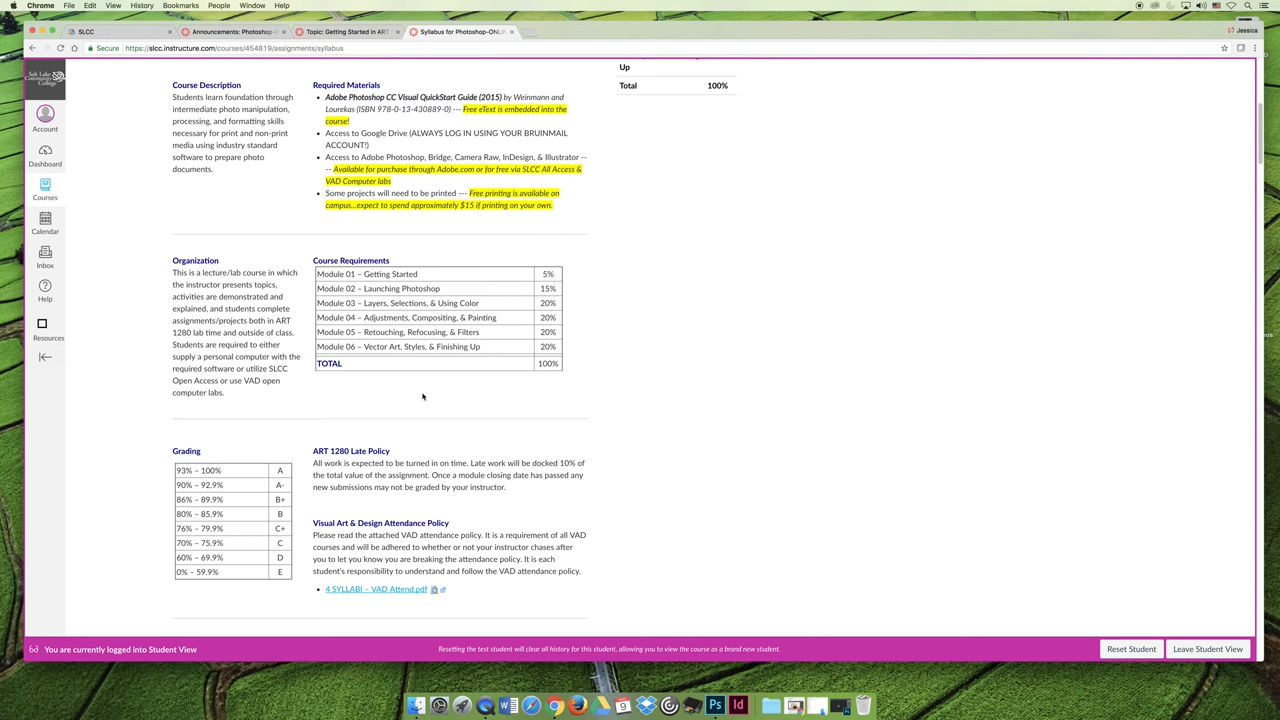 Chrome File Edit View History Bookmarks People Window Help
SLCC
Announcements: Photoshop-O
Topic: Getting Started in ART
Syllabus for Photoshop-ONLI
Jessica
Secure https://slcc.instructure.com/courses/454819/assignments/syllabus
Salt Lake
Community
College
Account
Dashboard
Courses
Calendar
Inbox
Help
Resources
Course Description
Students learn foundation through
intermediate photo manipulation,
processing, and formatting skills
necessary for print and non-print
media using industry standard
software to prepare photo
documents.
Required Materials
• Adobe Photoshop CC Visual QuickStart Guide (2015) by Weinmann and
Lourekas (ISBN 978-0-13-430889-0) --- Free eText is embedded into the
course!
• Access to Google Drive (ALWAYS LOG IN USING YOUR BRUINMAIL
ACCOUNT!)
• Access to Adobe Photoshop, Bridge, Camera Raw, InDesign, & Illustrator --
-- Available for purchase through Adobe.com or for free via SLCC All Access &
VAD Computer labs
• Some projects will need to be printed --- Free printing is available on
campus...expect to spend approximately $15 if printing on your own.
Up
Total 100%
Organization
This is a lecture/lab course in which
the instructor presents topics,
activities are demonstrated and
explained, and students complete
assignments/projects both in ART
1280 lab time and outside of class.
Students are required to either
supply a personal computer with the
required software or utilize SLCC
Open Access or use VAD open
computer labs.
Course Requirements
Module 01 – Getting Started 5%
Module 02 – Launching Photoshop 15%
Module 03 – Layers, Selections, & Using Color 20%
Module 04 – Adjustments, Compositing, & Painting 20%
Module 05 – Retouching, Refocusing, & Filters 20%
Module 06 – Vector Art, Styles, & Finishing Up 20%
TOTAL 100%
Grading
93% – 100% A
90% – 92.9% A-
86% – 89.9% B+
80% – 85.9% B
76% – 79.9% C+
70% – 75.9% C
60% – 69.9% D
0% – 59.9% E
ART 1280 Late Policy
All work is expected to be turned in on time. Late work will be docked 10% of
the total value of the assignment. Once a module closing date has passed any
new submissions may not be graded by your instructor.
Visual Art & Design Attendance Policy
Please read the attached VAD attendance policy. It is a requirement of all VAD
courses and will be adhered to whether or not your instructor chases after
you to let you know you are breaking the attendance policy. It is each
student's responsibility to understand and follow the VAD attendance policy.
• 4 SYLLABI – VAD Attend.pdf
You are currently logged into Student View
Resetting the test student will clear all history for this student, allowing you to view the course as a brand new student.
Reset Student
Leave Student View
W
9
Ps
Id